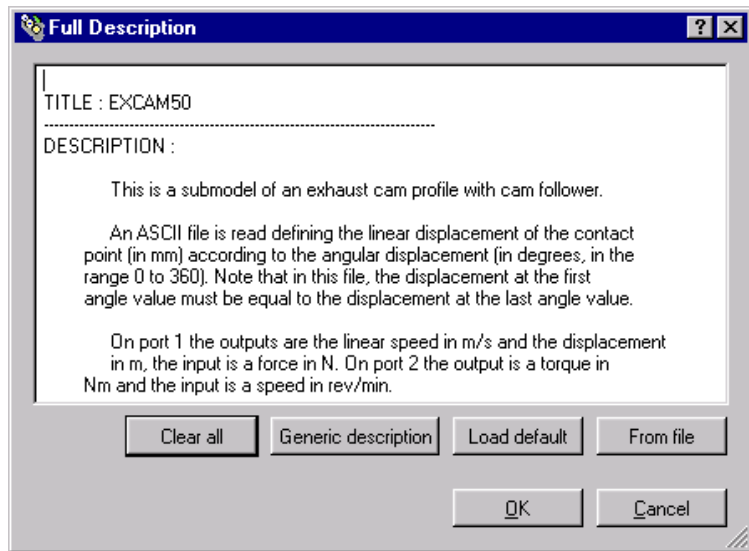 Full Description
TITLE : EXCAM50
------------------------------------------------------------------------------
DESCRIPTION :
This is a submodel of an exhaust cam profile with cam follower.
An ASCII file is read defining the linear displacement of the contact
point (in mm) according to the angular displacement (in degrees, in the
range 0 to 360). Note that in this file, the displacement at the first
angle value must be equal to the displacement at the last angle value.
On port 1 the outputs are the linear speed in m/s and the displacement
in m, the input is a force in N. On port 2 the output is a torque in
Nm and the input is a speed in rev/min.
Clear all Generic description Load default From file
OK Cancel